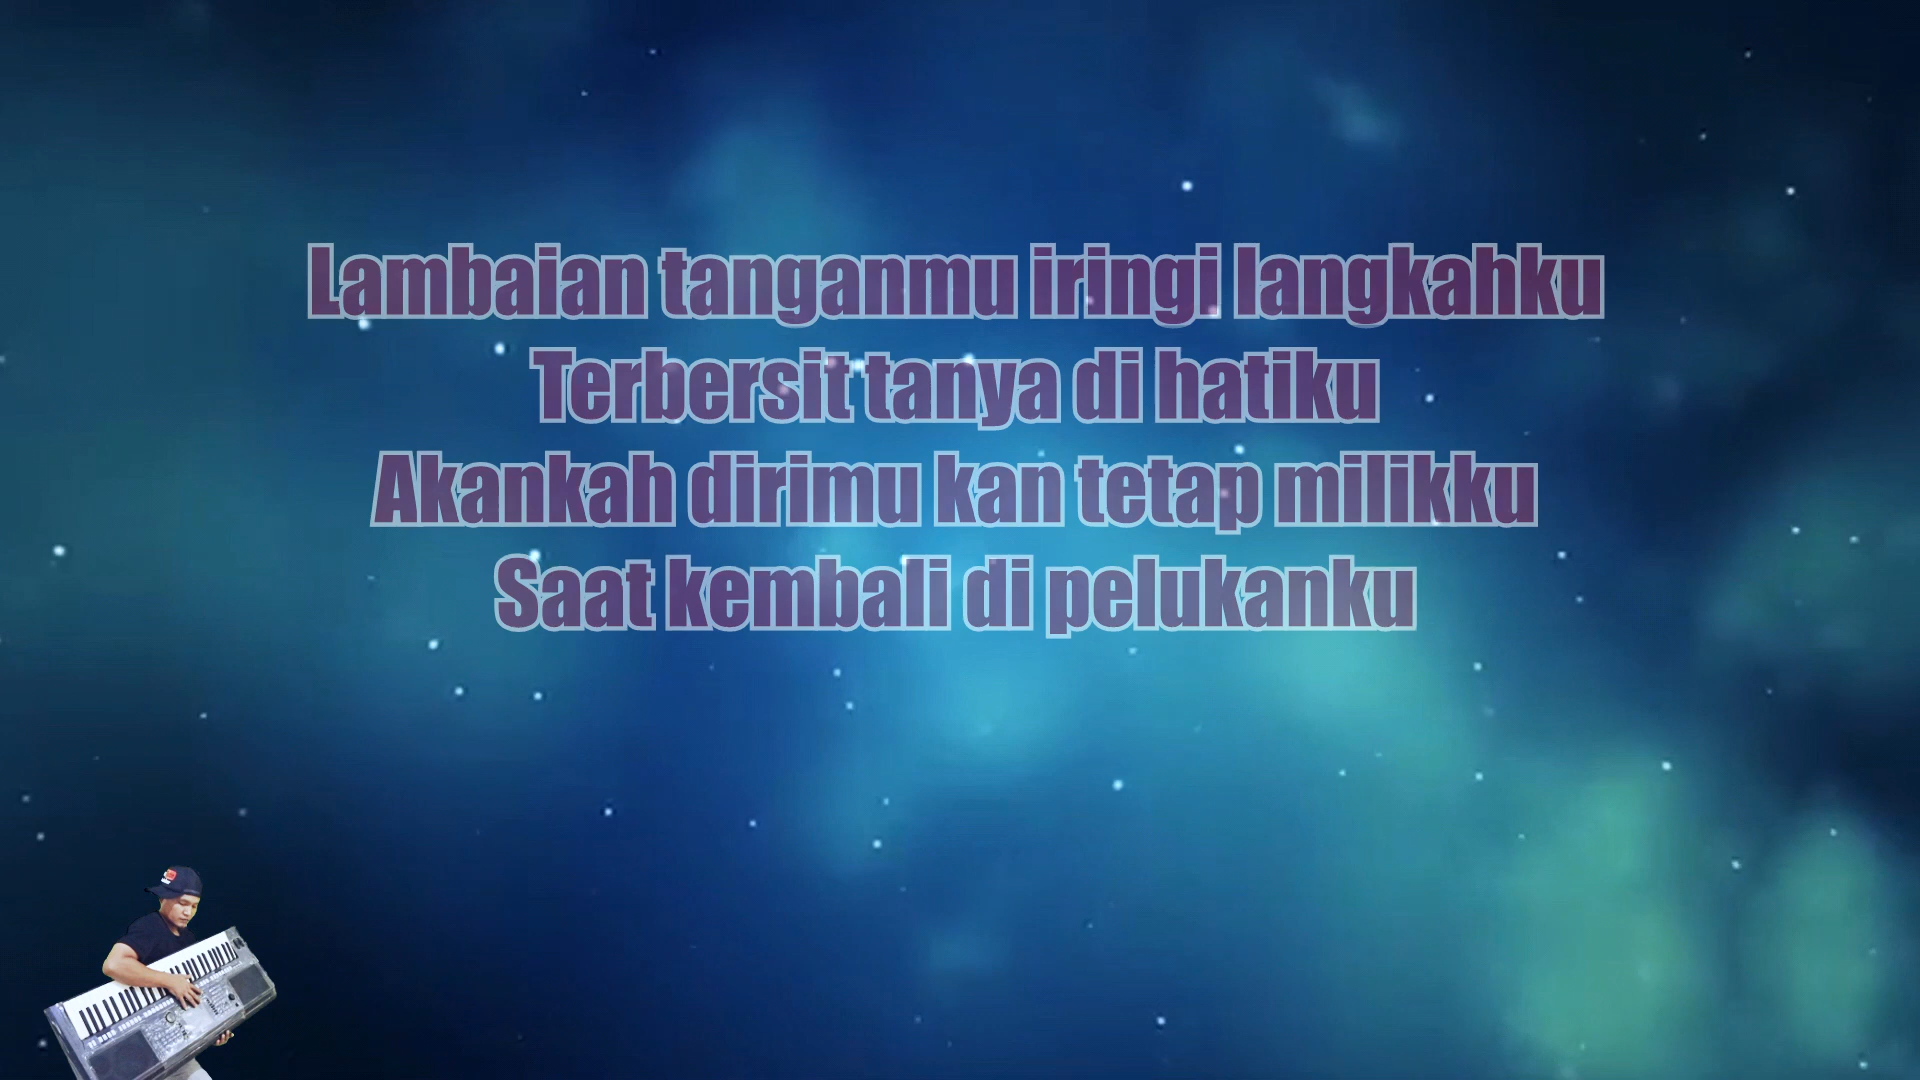 Lambaian tanganmu iringi langkahku
Terbersit tanya di hatiku
Akankah dirimu kan tetap milikku
Saat kembali di pelukanku